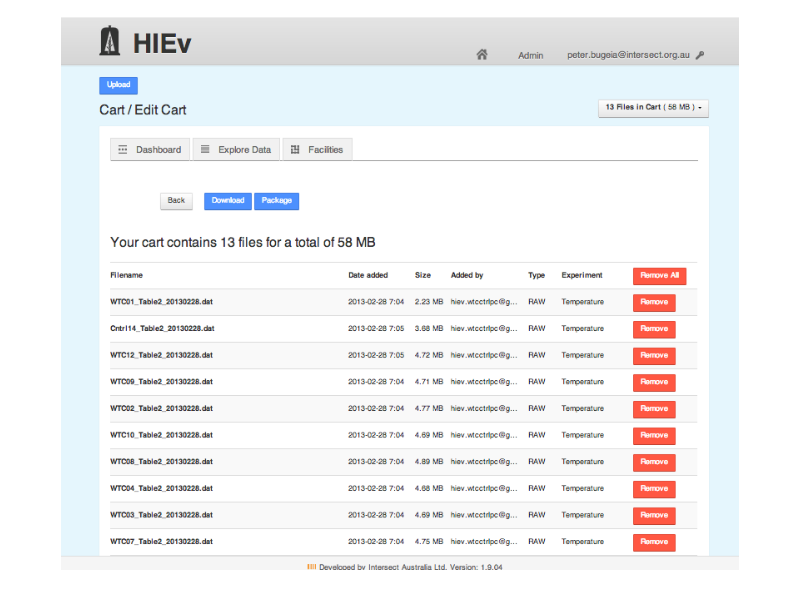 HIEv
Admin peter.bugeia@intersect.org.au
Upload
Cart / Edit Cart
13 Files in Cart ( 58 MB )
Dashboard Explore Data Facilities
Back Download Package
Your cart contains 13 files for a total of 58 MB
Filename Date added Size Added by Type Experiment Remove All
WTC01_Table2_20130228.dat 2013-02-28 7:04 2.23 MB hiev.wtcctrlpc@g... RAW Temperature Remove
Cntrl14_Table2_20130228.dat 2013-02-28 7:05 3.68 MB hiev.wtcctrlpc@g... RAW Temperature Remove
WTC12_Table2_20130228.dat 2013-02-28 7:05 4.72 MB hiev.wtcctrlpc@g... RAW Temperature Remove
WTC09_Table2_20130228.dat 2013-02-28 7:04 4.71 MB hiev.wtcctrlpc@g... RAW Temperature Remove
WTC02_Table2_20130228.dat 2013-02-28 7:04 4.77 MB hiev.wtcctrlpc@g... RAW Temperature Remove
WTC10_Table2_20130228.dat 2013-02-28 7:04 4.69 MB hiev.wtcctrlpc@g... RAW Temperature Remove
WTC08_Table2_20130228.dat 2013-02-28 7:04 4.89 MB hiev.wtcctrlpc@g... RAW Temperature Remove
WTC04_Table2_20130228.dat 2013-02-28 7:04 4.68 MB hiev.wtcctrlpc@g... RAW Temperature Remove
WTC03_Table2_20130228.dat 2013-02-28 7:04 4.69 MB hiev.wtcctrlpc@g... RAW Temperature Remove
WTC07_Table2_20130228.dat 2013-02-28 7:04 4.75 MB hiev.wtcctrlpc@g... RAW Temperature Remove
Developed by Intersect Australia Ltd. Version: 1.9.04